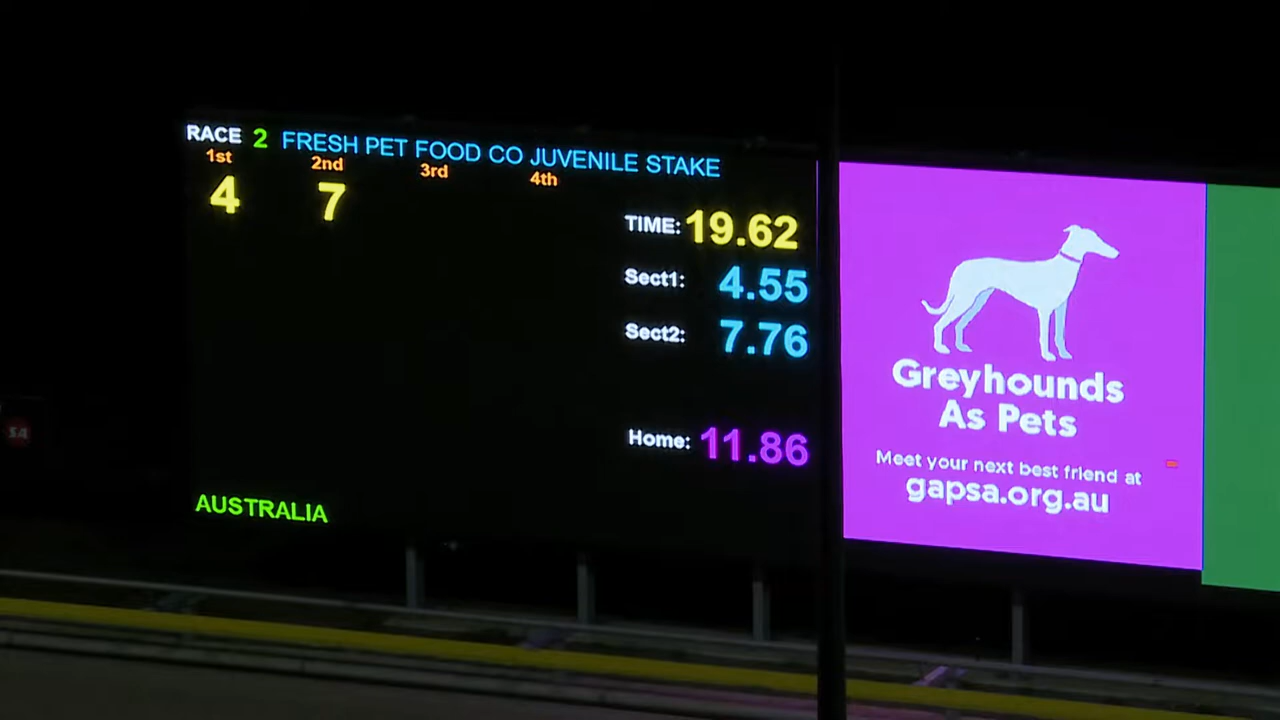 RACE 2 FRESH PET FOOD CO JUVENILE STAKE
1st 2nd 3rd 4th
4 7
TIME: 19.62
Sect1: 4.55
Sect2: 7.76
Home: 11.86
AUSTRALIA
Greyhounds
As Pets
Meet your next best friend at
gapsa.org.au
SA